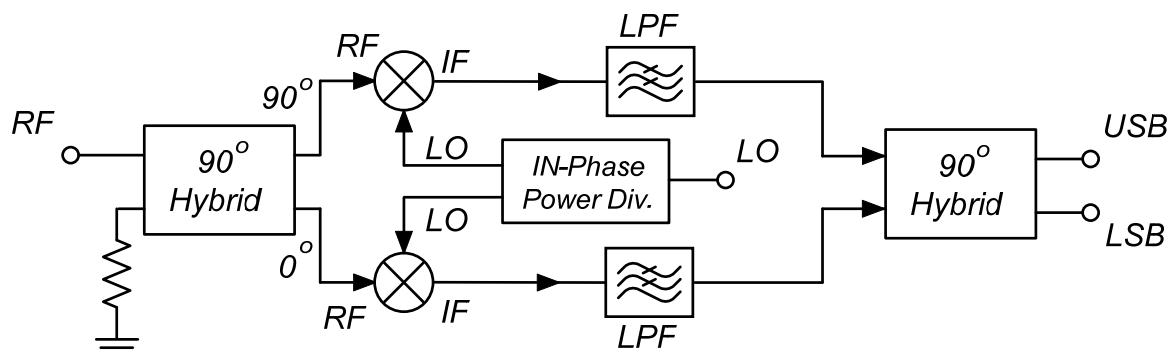 LPF
RF
IF
90°
RF
90°
Hybrid
LO
IN-Phase
Power Div.
LO
USB
90°
Hybrid
LSB
LO
0°
RF
IF
LPF